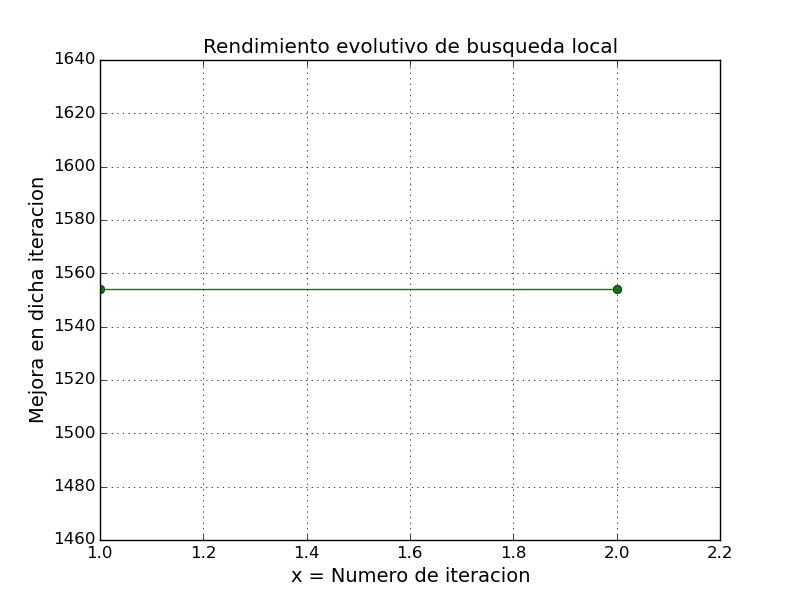 Rendimiento evolutivo de busqueda local
1640
1620
1600
1580
1560
1540
1520
1500
1480
1460
Mejora en dicha iteracion
1.0 1.2 1.4 1.6 1.8 2.0 2.2
x = Numero de iteracion